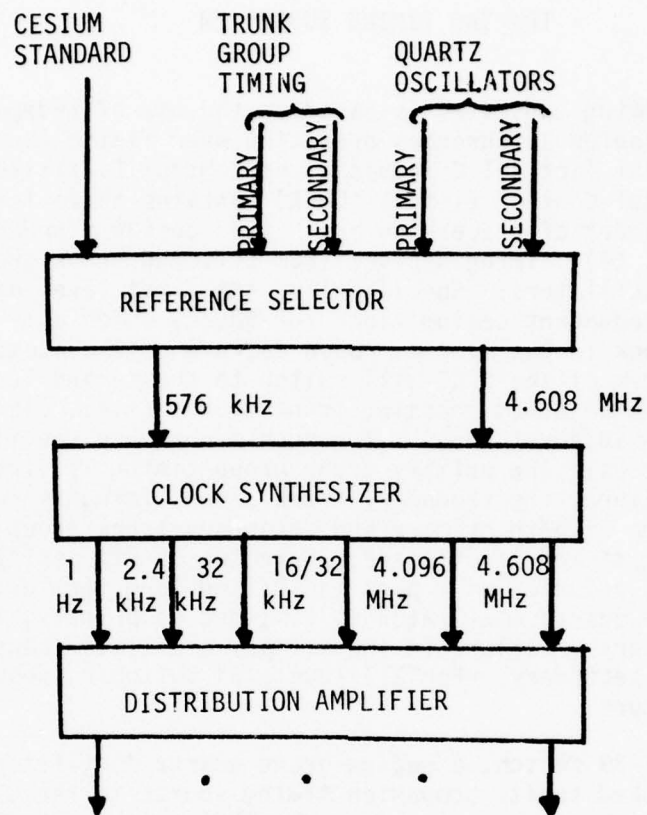 CESIUM STANDARD
TRUNK GROUP TIMING
QUARTZ OSCILLATORS
PRIMARY
SECONDARY
PRIMARY
SECONDARY
REFERENCE SELECTOR
576 kHz
4.608 MHz
CLOCK SYNTHESIZER
1 Hz
2.4 kHz
32 kHz
16/32 kHz
4.096 MHz
4.608 MHz
DISTRIBUTION AMPLIFIER